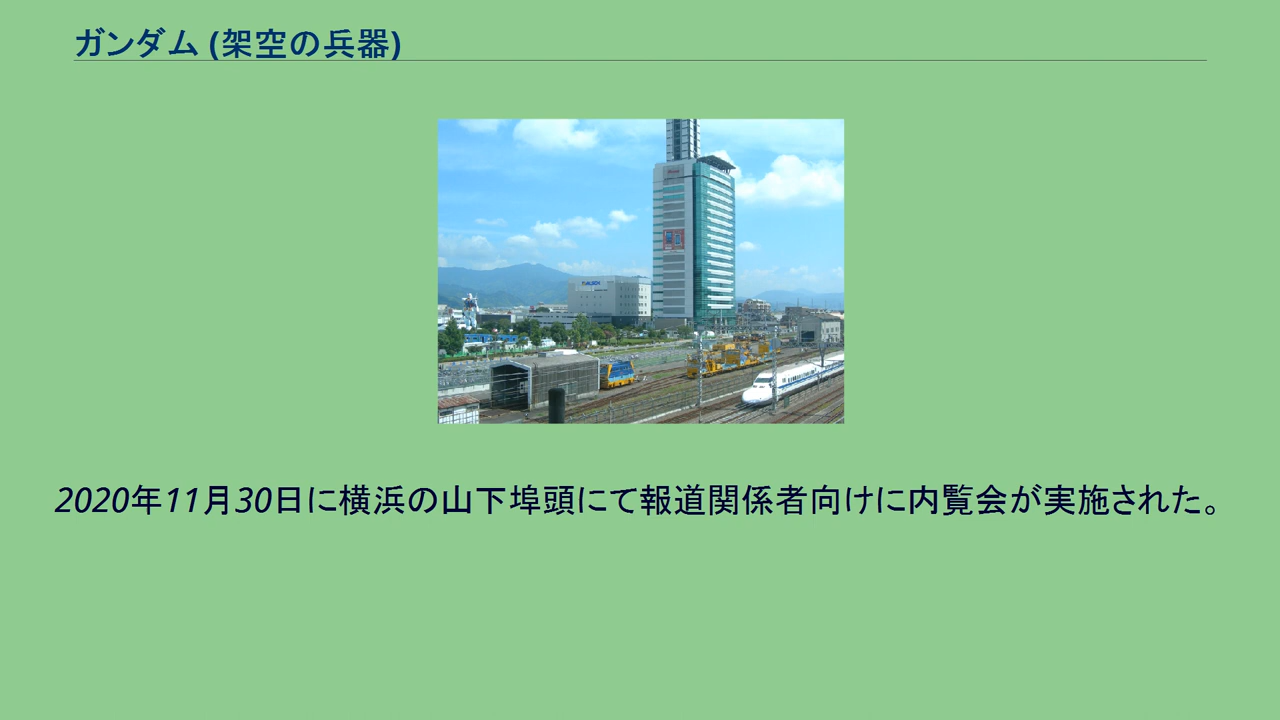 ガンダム (架空の兵器)
2020年11月30日に横浜の山下埠頭にて報道関係者向けに内覧会が実施された。